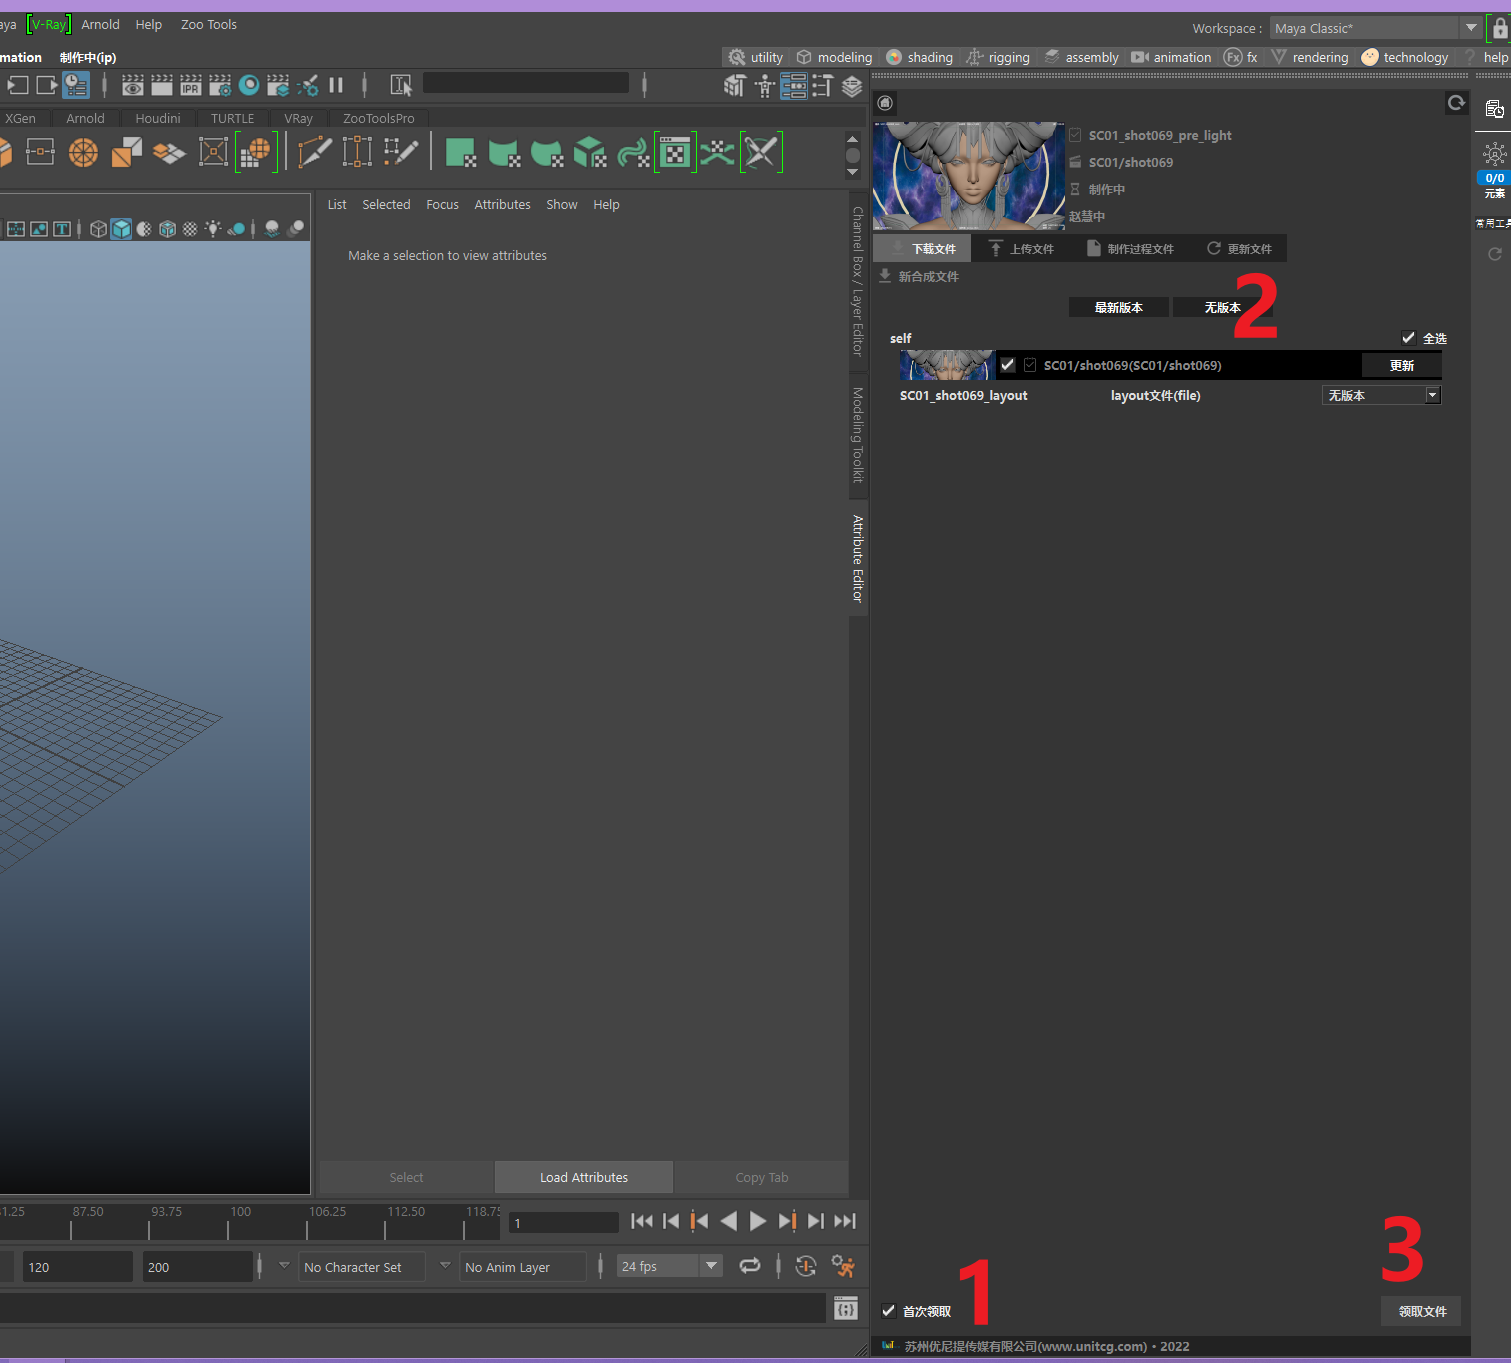 aya V-Ray Arnold Help Zoo Tools
Workspace : Maya Classic*
mation 制作中(ip)
utility modeling shading rigging assembly animation Fx fx rendering technology ? help
IPR
XGen Arnold Houdini TURTLE VRay ZooToolsPro
List Selected Focus Attributes Show Help
Make a selection to view attributes
Channel Box / Layer Editor
Modeling Toolkit
Attribute Editor
SC01_shot069_pre_light
SC01/shot069
制作中
赵慧中
0/0
元素
常用工具
下载文件 上传文件 制作过程文件 更新文件
新合成文件
最新版本 无版本 2
self 全选
SC01/shot069(SC01/shot069) 更新
SC01_shot069_layout layout文件(file) 无版本
Select Load Attributes Copy Tab
31.25 87.50 93.75 100 106.25 112.50 118.75
1
120 200 No Character Set No Anim Layer 24 fps
首次领取 1
3
领取文件
苏州优尼提传媒有限公司(www.unitcg.com) • 2022